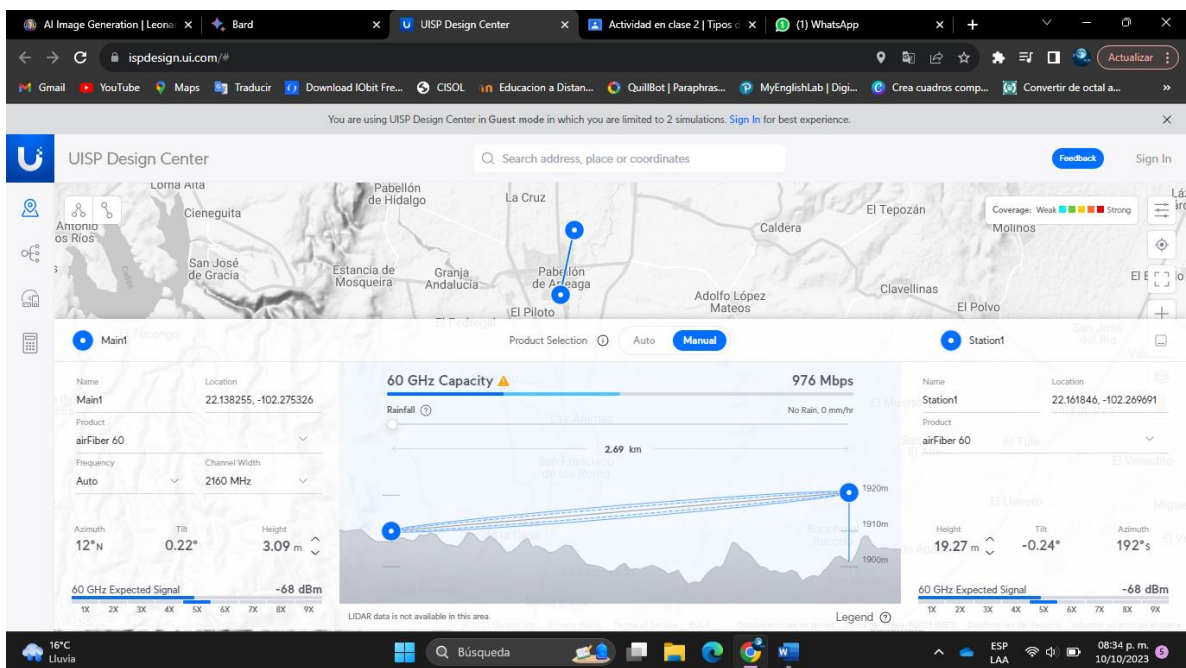 AI Image Generation | Leona
Bard
UISP Design Center
Actividad en clase 2 | Tipos d
(1) WhatsApp
ispdesign.ui.com/#
Actualizar
Gmail
YouTube
Maps
Traducir
Download IObit Fre...
CISOL
Educacion a Distan...
QuillBot | Paraphras...
MyEnglishLab | Digi...
Crea cuadros comp...
Convertir de octal a...
»
You are using UISP Design Center in Guest mode in which you are limited to 2 simulations. Sign In for best experience.
UISP Design Center
Search address, place or coordinates
Feedback
Sign In
Loma Alta
Pabellón
de Hidalgo
La Cruz
Cieneguita
El Tepozán
Coverage: Weak Strong
Antonio
os Ríos
Caldera
Molinos
San José
de Gracia
Estancia de
Mosqueira
Granja
Andalucía
Pabellón
de Arteaga
Adolfo López
Mateos
Clavellinas
El Piloto
El Polvo
Main1
Product Selection
Auto
Manual
Station1
Name
Main1
Location
22.138255, -102.275326
Product
airFiber 60
Frequency
Auto
Channel Width
2160 MHz
Azimuth
12°N
Tilt
0.22°
Height
3.09 m
60 GHz Expected Signal
-68 dBm
1X 2X 3X 4X 5X 6X 7X 8X 9X
60 GHz Capacity
976 Mbps
Rainfall
No Rain, 0 mm/hr
2.69 km
1920m
1910m
1900m
LIDAR data is not available in this area.
Legend
Name
Station1
Location
22.161846, -102.269691
Product
airFiber 60
Height
19.27 m
Tilt
-0.24°
Azimuth
192°S
60 GHz Expected Signal
-68 dBm
1X 2X 3X 4X 5X 6X 7X 8X 9X
16°C
Lluvia
Búsqueda
ESP
LAA
08:34 p. m.
10/10/2023
5